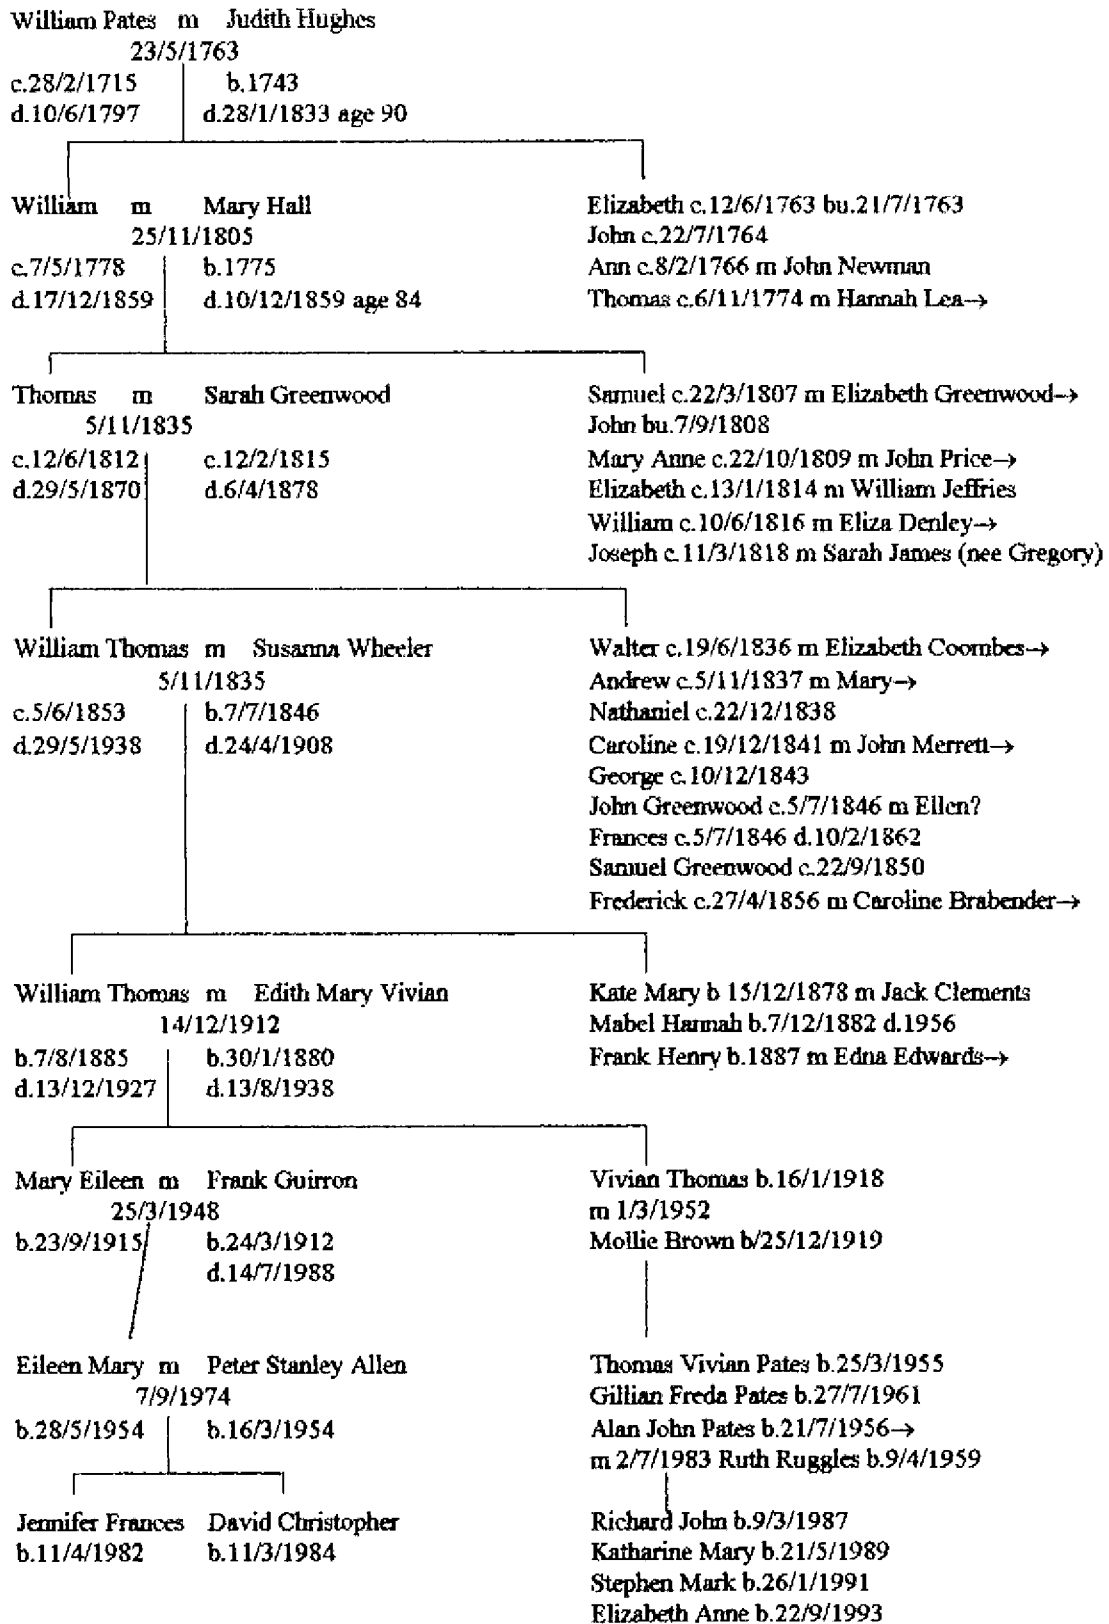 William Pates m Judith Hughes
23/5/1763
c.28/2/1715 b.1743
d.10/6/1797 d.28/1/1833 age 90
William m Mary Hall
25/11/1805
c.7/5/1778 b.1775
d.17/12/1859 d.10/12/1859 age 84
Elizabeth c.12/6/1763 bu.21/7/1763
John c.22/7/1764
Ann c.8/2/1766 m John Newman
Thomas c.6/11/1774 m Hannah Lea→
Thomas m Sarah Greenwood
5/11/1835
c.12/6/1812 c.12/2/1815
d.29/5/1870 d.6/4/1878
Samuel c.22/3/1807 m Elizabeth Greenwood→
John bu.7/9/1808
Mary Anne c.22/10/1809 m John Price→
Elizabeth c.13/1/1814 m William Jeffries
William c.10/6/1816 m Eliza Denley→
Joseph c.11/3/1818 m Sarah James (nee Gregory)
William Thomas m Susanna Wheeler
5/11/1835
c.5/6/1853 b.7/7/1846
d.29/5/1938 d.24/4/1908
Walter c.19/6/1836 m Elizabeth Coombes→
Andrew c.5/11/1837 m Mary→
Nathaniel c.22/12/1838
Caroline c.19/12/1841 m John Merrett→
George c.10/12/1843
John Greenwood c.5/7/1846 m Ellen?
Frances c.5/7/1846 d.10/2/1862
Samuel Greenwood c.22/9/1850
Frederick c.27/4/1856 m Caroline Brabender→
William Thomas m Edith Mary Vivian
14/12/1912
b.7/8/1885 b.30/1/1880
d.13/12/1927 d.13/8/1938
Kate Mary b 15/12/1878 m Jack Clements
Mabel Hannah b.7/12/1882 d.1956
Frank Henry b.1887 m Edna Edwards→
Mary Eileen m Frank Guirron
25/3/1948
b.23/9/1915 b.24/3/1912
d.14/7/1988
Vivian Thomas b.16/1/1918
m 1/3/1952
Mollie Brown b/25/12/1919
Eileen Mary m Peter Stanley Allen
7/9/1974
b.28/5/1954 b.16/3/1954
Thomas Vivian Pates b.25/3/1955
Gillian Freda Pates b.27/7/1961
Alan John Pates b.21/7/1956→
m 2/7/1983 Ruth Ruggles b.9/4/1959
Jennifer Frances David Christopher
b.11/4/1982 b.11/3/1984
Richard John b.9/3/1987
Katharine Mary b.21/5/1989
Stephen Mark b.26/1/1991
Elizabeth Anne b.22/9/1993